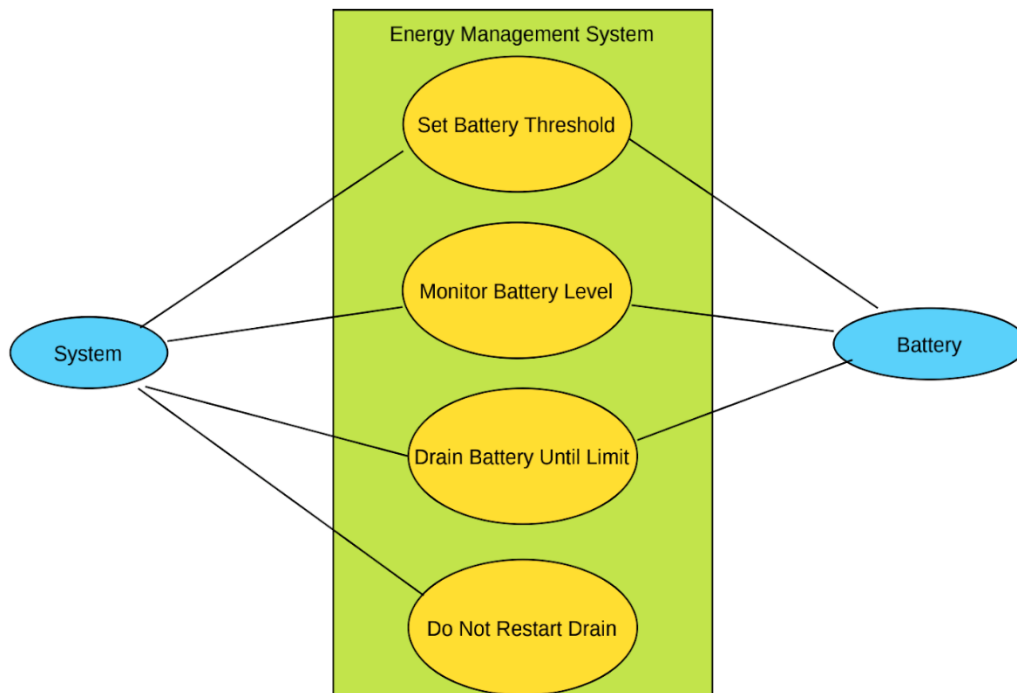 Energy Management System
Set Battery Threshold
Monitor Battery Level
System
Battery
Drain Battery Until Limit
Do Not Restart Drain